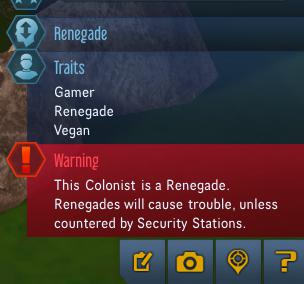 Renegade
Traits
Gamer
Renegade
Vegan
Warning
This Colonist is a Renegade.
Renegades will cause trouble, unless
countered by Security Stations.